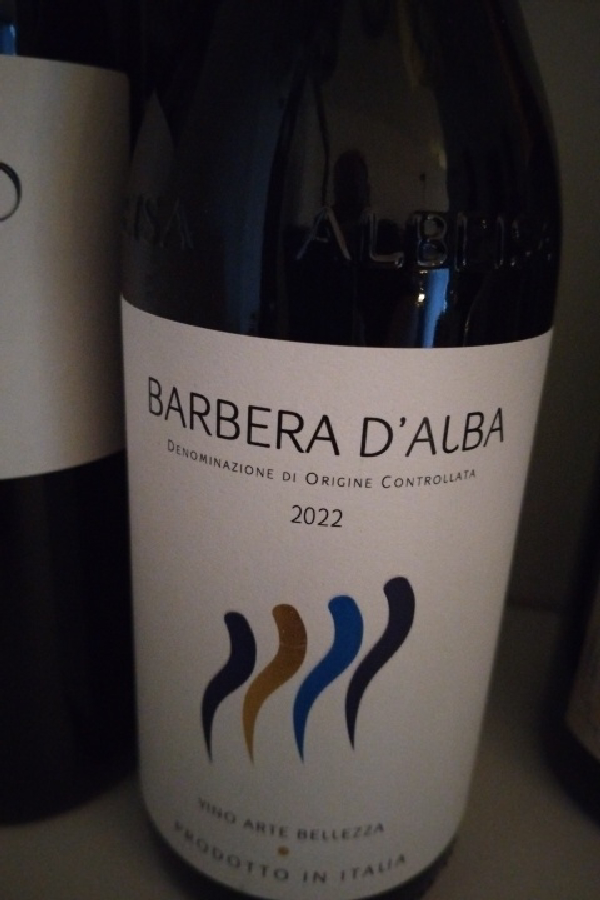 BARBERA D'ALBA
DENOMINAZIONE DI ORIGINE CONTROLLATA
2022
VINO ARTE BELLEZZA
PRODOTTO IN ITALIA